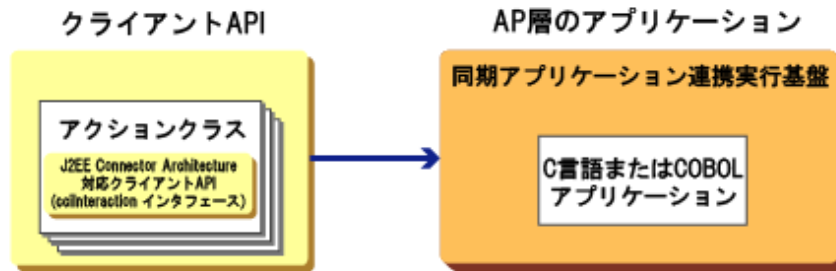 クライアントAPI
AP層のアプリケーション
同期アプリケーション連携実行基盤
アクションクラス
J2EE Connector Architecture
対応クライアントAPI
(cciInteraction インタフェース)
C言語またはCOBOL
アプリケーション